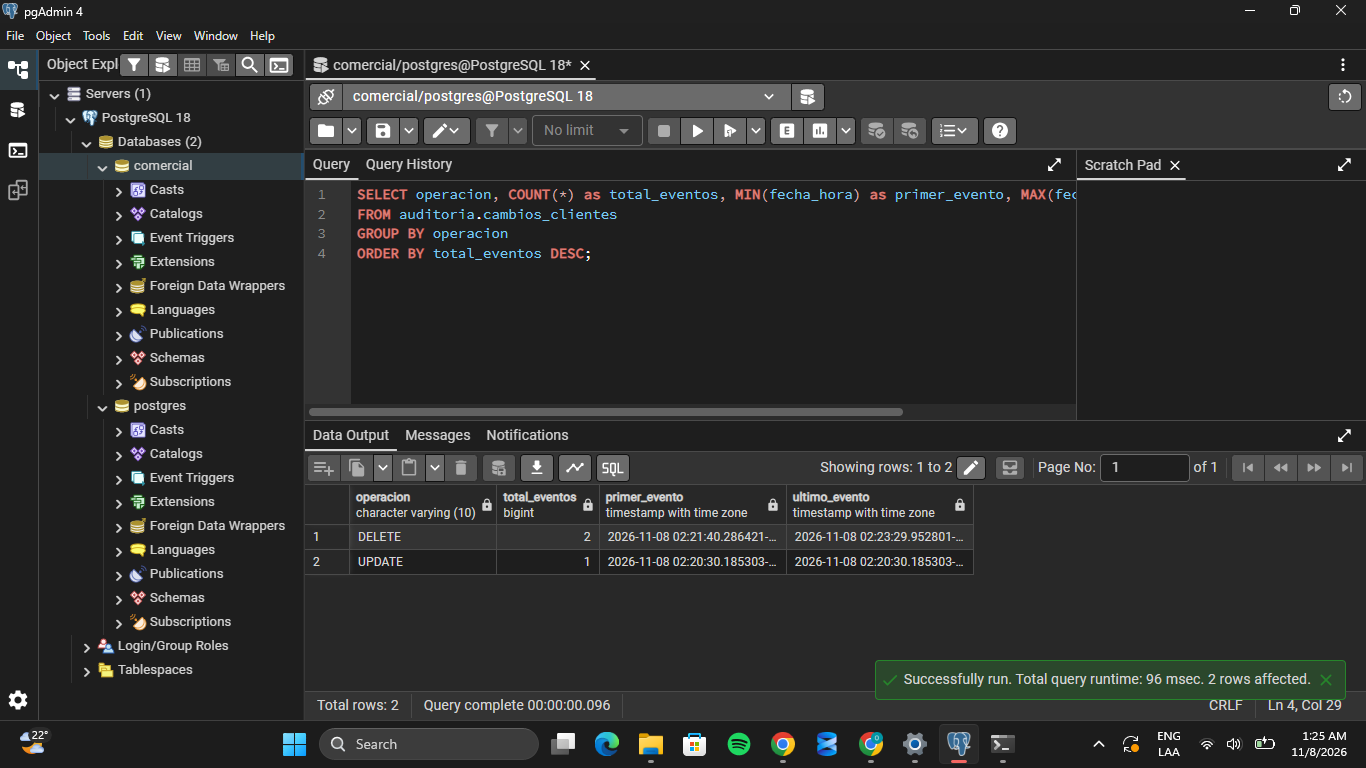 pgAdmin 4
File Object Tools Edit View Window Help
Object Expl
Servers (1)
PostgreSQL 18
Databases (2)
comercial
Casts
Catalogs
Event Triggers
Extensions
Foreign Data Wrappers
Languages
Publications
Schemas
Subscriptions
postgres
Casts
Catalogs
Event Triggers
Extensions
Foreign Data Wrappers
Languages
Publications
Schemas
Subscriptions
Login/Group Roles
Tablespaces
comercial/postgres@PostgreSQL 18*
comercial/postgres@PostgreSQL 18
No limit
E
Query Query History
Scratch Pad
1 SELECT operacion, COUNT(*) as total_eventos, MIN(fecha_hora) as primer_evento, MAX(fec
2 FROM auditoria.cambios_clientes
3 GROUP BY operacion
4 ORDER BY total_eventos DESC;
Data Output Messages Notifications
SQL
Showing rows: 1 to 2
Page No: 1 of 1
operacion total_eventos primer_evento ultimo_evento
character varying (10) bigint timestamp with time zone timestamp with time zone
1 DELETE 2 2026-11-08 02:21:40.286421-... 2026-11-08 02:23:29.952801-...
2 UPDATE 1 2026-11-08 02:20:30.185303-... 2026-11-08 02:20:30.185303-...
Successfully run. Total query runtime: 96 msec. 2 rows affected.
Total rows: 2 Query complete 00:00:00.096 CRLF Ln 4, Col 29
22°
Search
ENG
LAA
1:25 AM
11/8/2026